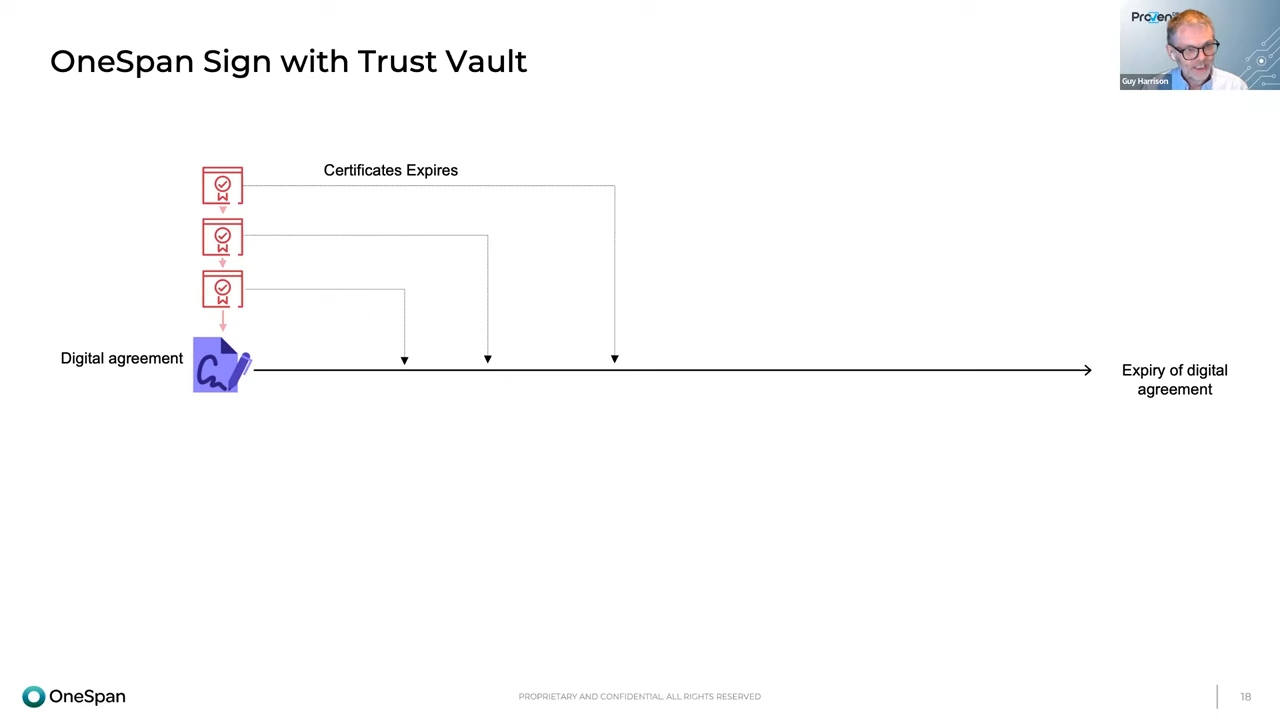 OneSpan Sign with Trust Vault
Guy Harrison
Certificates Expires
Digital agreement
Expiry of digital
agreement
OneSpan
PROPRIETARY AND CONFIDENTIAL. ALL RIGHTS RESERVED
18